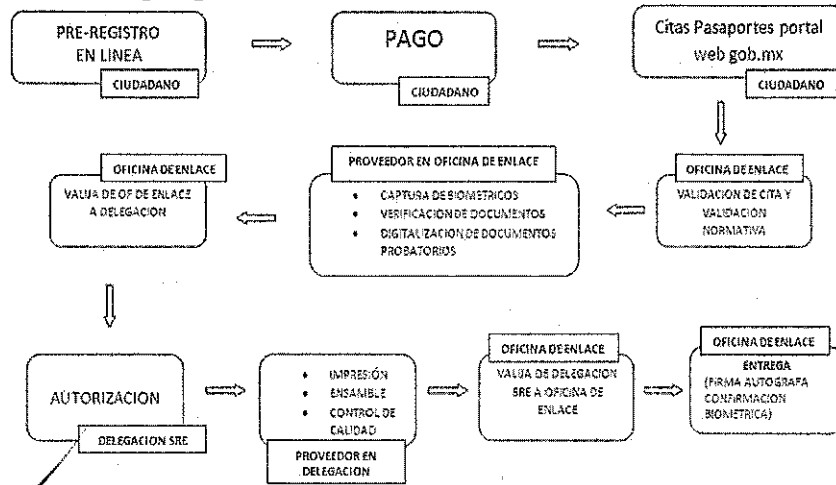 PRE-REGISTRO
EN LINEA
CIUDADANO
PAGO
CIUDADANO
Citas Pasaportes portal
web gob.mx
CIUDADANO
OFICINA DE ENLACE
VALIJA DE OF DE ENLACE
A DELEGACION
PROVEEDOR EN OFICINA DE ENLACE
• CAPTURA DE BIOMETRICOS
• VERIFICACION DE DOCUMENTOS
• DIGITALIZACION DE DOCUMENTOS
PROBATORIOS
OFICINA DE ENLACE
VALIDACION DE CITA Y
VALIDACIÓN
NORMATIVA
AUTORIZACION
DELEGACION SRE
• IMPRESIÓN
• ENSAMBLE
• CONTROL DE
CALIDAD
PROVEEDOR EN
DELEGACION
OFICINA DE ENLACE
VALIJA DE DELEGACION
SRE A OFICINA DE
ENLACE
OFICINA DE ENLACE
ENTREGA
(FIRMA AUTOGRAFA
CONFIRMACION
BIOMETRICA)